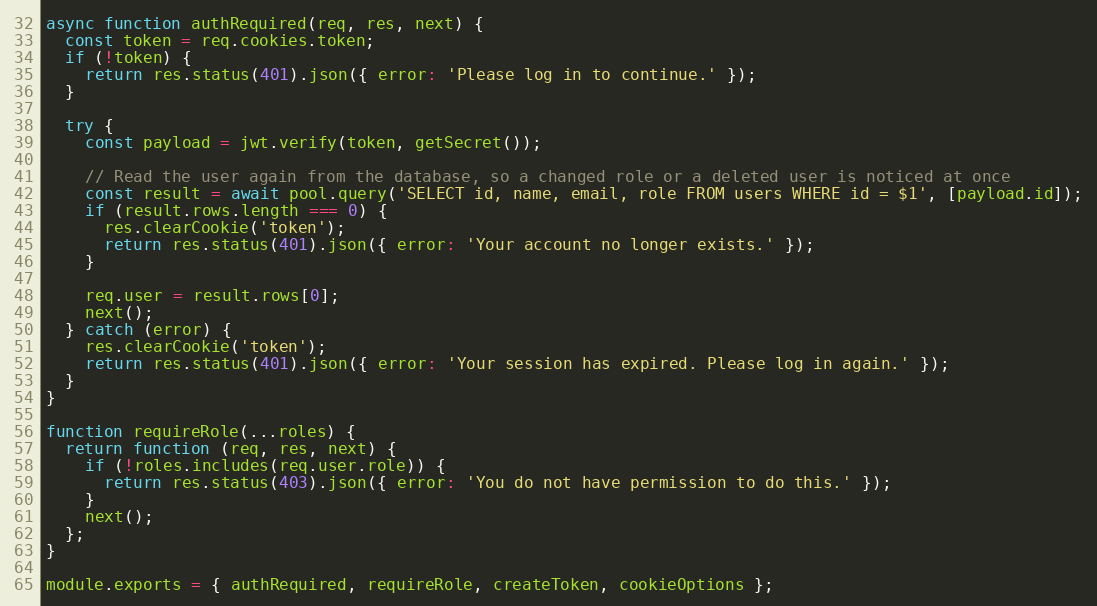 32 async function authRequired(req, res, next) {
33   const token = req.cookies.token;
34   if (!token) {
35     return res.status(401).json({ error: 'Please log in to continue.' });
36   }
37
38   try {
39     const payload = jwt.verify(token, getSecret());
40
41     // Read the user again from the database, so a changed role or a deleted user is noticed at once
42     const result = await pool.query('SELECT id, name, email, role FROM users WHERE id = $1', [payload.id]);
43     if (result.rows.length === 0) {
44       res.clearCookie('token');
45       return res.status(401).json({ error: 'Your account no longer exists.' });
46     }
47
48     req.user = result.rows[0];
49     next();
50   } catch (error) {
51     res.clearCookie('token');
52     return res.status(401).json({ error: 'Your session has expired. Please log in again.' });
53   }
54 }
55
56 function requireRole(...roles) {
57   return function (req, res, next) {
58     if (!roles.includes(req.user.role)) {
59       return res.status(403).json({ error: 'You do not have permission to do this.' });
60     }
61     next();
62   };
63 }
64
65 module.exports = { authRequired, requireRole, createToken, cookieOptions };